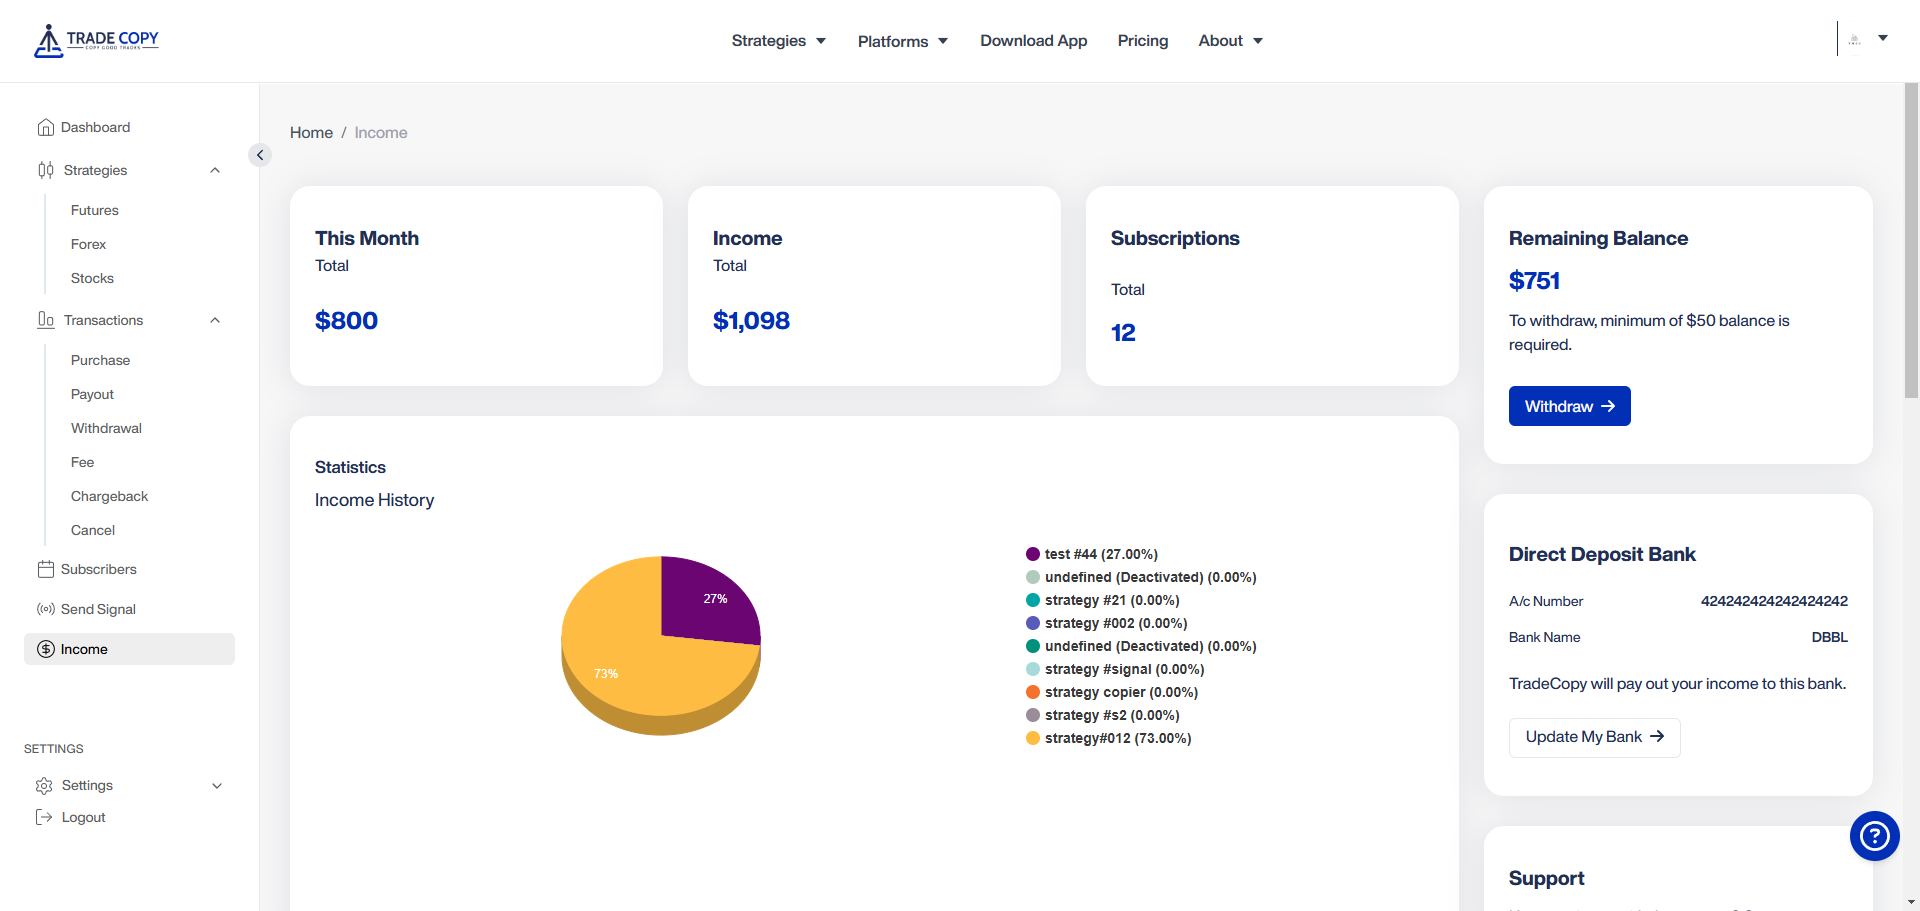 TRADE COPY
COPY GOOD TRADES
Strategies
Platforms
Download App
Pricing
About
Dashboard
Strategies
Futures
Forex
Stocks
Transactions
Purchase
Payout
Withdrawal
Fee
Chargeback
Cancel
Subscribers
Send Signal
Income
SETTINGS
Settings
Logout
Home / Income
This Month
Total
$800
Income
Total
$1,098
Subscriptions
Total
12
Remaining Balance
$751
To withdraw, minimum of $50 balance is
required.
Withdraw →
Statistics
Income History
27%
73%
test #44 (27.00%)
undefined (Deactivated) (0.00%)
strategy #21 (0.00%)
strategy #002 (0.00%)
undefined (Deactivated) (0.00%)
strategy #signal (0.00%)
strategy copier (0.00%)
strategy #s2 (0.00%)
strategy#012 (73.00%)
Direct Deposit Bank
A/c Number 424242424242424242
Bank Name DBBL
TradeCopy will pay out your income to this bank.
Update My Bank →
Support